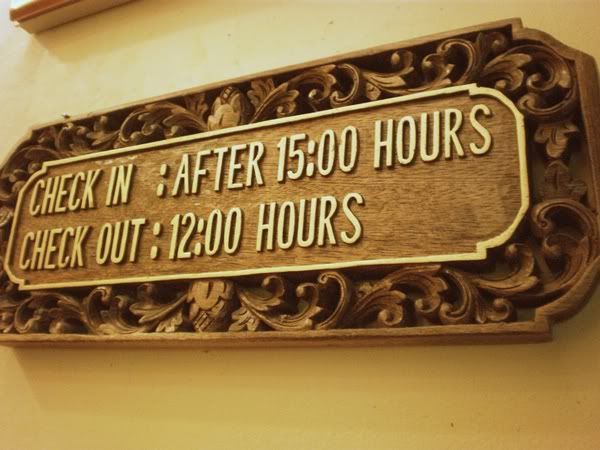 CHECK IN : AFTER 15:00 HOURS
CHECK OUT : 12:00 HOURS